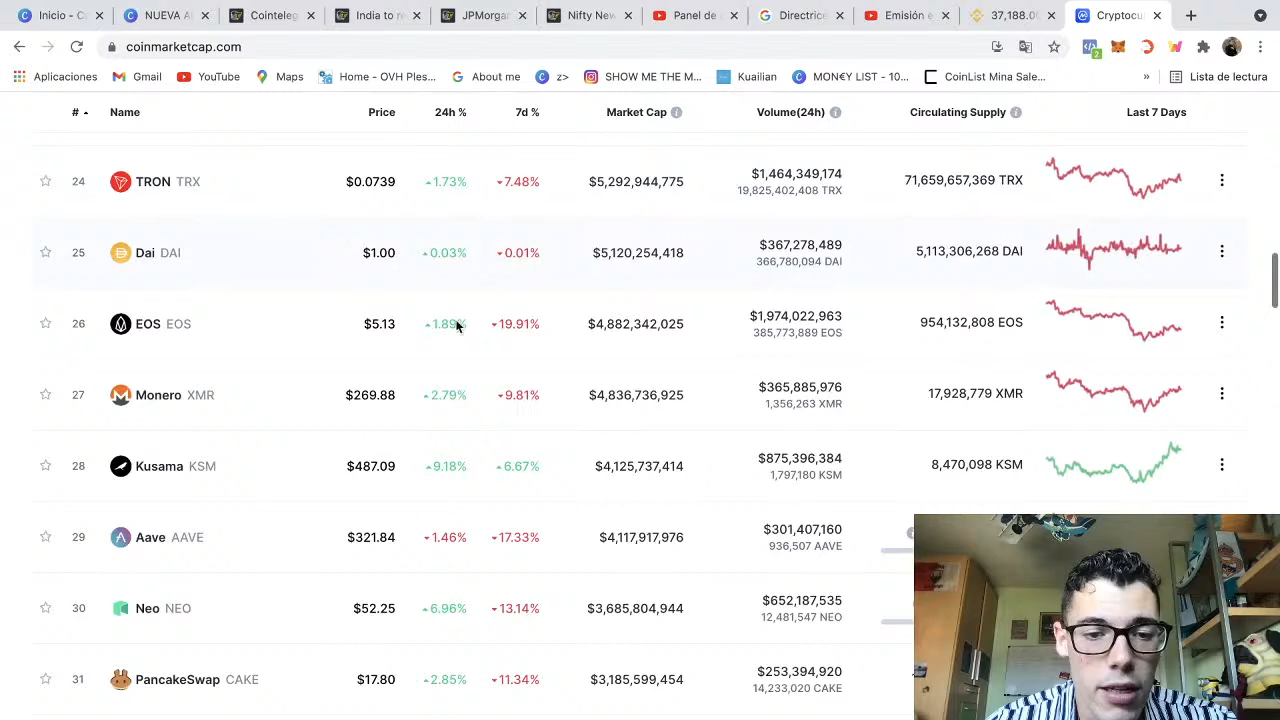 Inicio - C
NUEVA A
Cointeleg
Indiano n
JPMorga
Nifty New
Panel de
Directri
Emisión
37,188.0
Cryptocu
coinmarketcap.com
2
Aplicaciones
Gmail
YouTube
Maps
Home - OVH Ples...
About me
z>
SHOW ME THE M...
Kuailian
MON€Y LIST - 10...
CoinList Mina Sale...
»
Lista de lectura
# Name Price 24h % 7d % Market Cap Volume(24h) Circulating Supply Last 7 Days
24 TRON TRX $0.0739 1.73% 7.48% $5,292,944,775 $1,464,349,174 71,659,657,369 TRX
19,825,402,408 TRX
25 Dai DAI $1.00 0.03% 0.01% $5,120,254,418 $367,278,489 5,113,306,268 DAI
366,780,094 DAI
26 EOS EOS $5.13 1.89% 19.91% $4,882,342,025 $1,974,022,963 954,132,808 EOS
385,773,889 EOS
27 Monero XMR $269.88 2.79% 9.81% $4,836,736,925 $365,885,976 17,928,779 XMR
1,356,263 XMR
28 Kusama KSM $487.09 9.18% 6.67% $4,125,737,414 $875,396,384 8,470,098 KSM
1,797,180 KSM
29 Aave AAVE $321.84 1.46% 17.33% $4,117,917,976 $301,407,160
936,507 AAVE
30 Neo NEO $52.25 6.96% 13.14% $3,685,804,944 $652,187,535
12,481,547 NEO
31 PancakeSwap CAKE $17.80 2.85% 11.34% $3,185,599,454 $253,394,920
14,233,020 CAKE